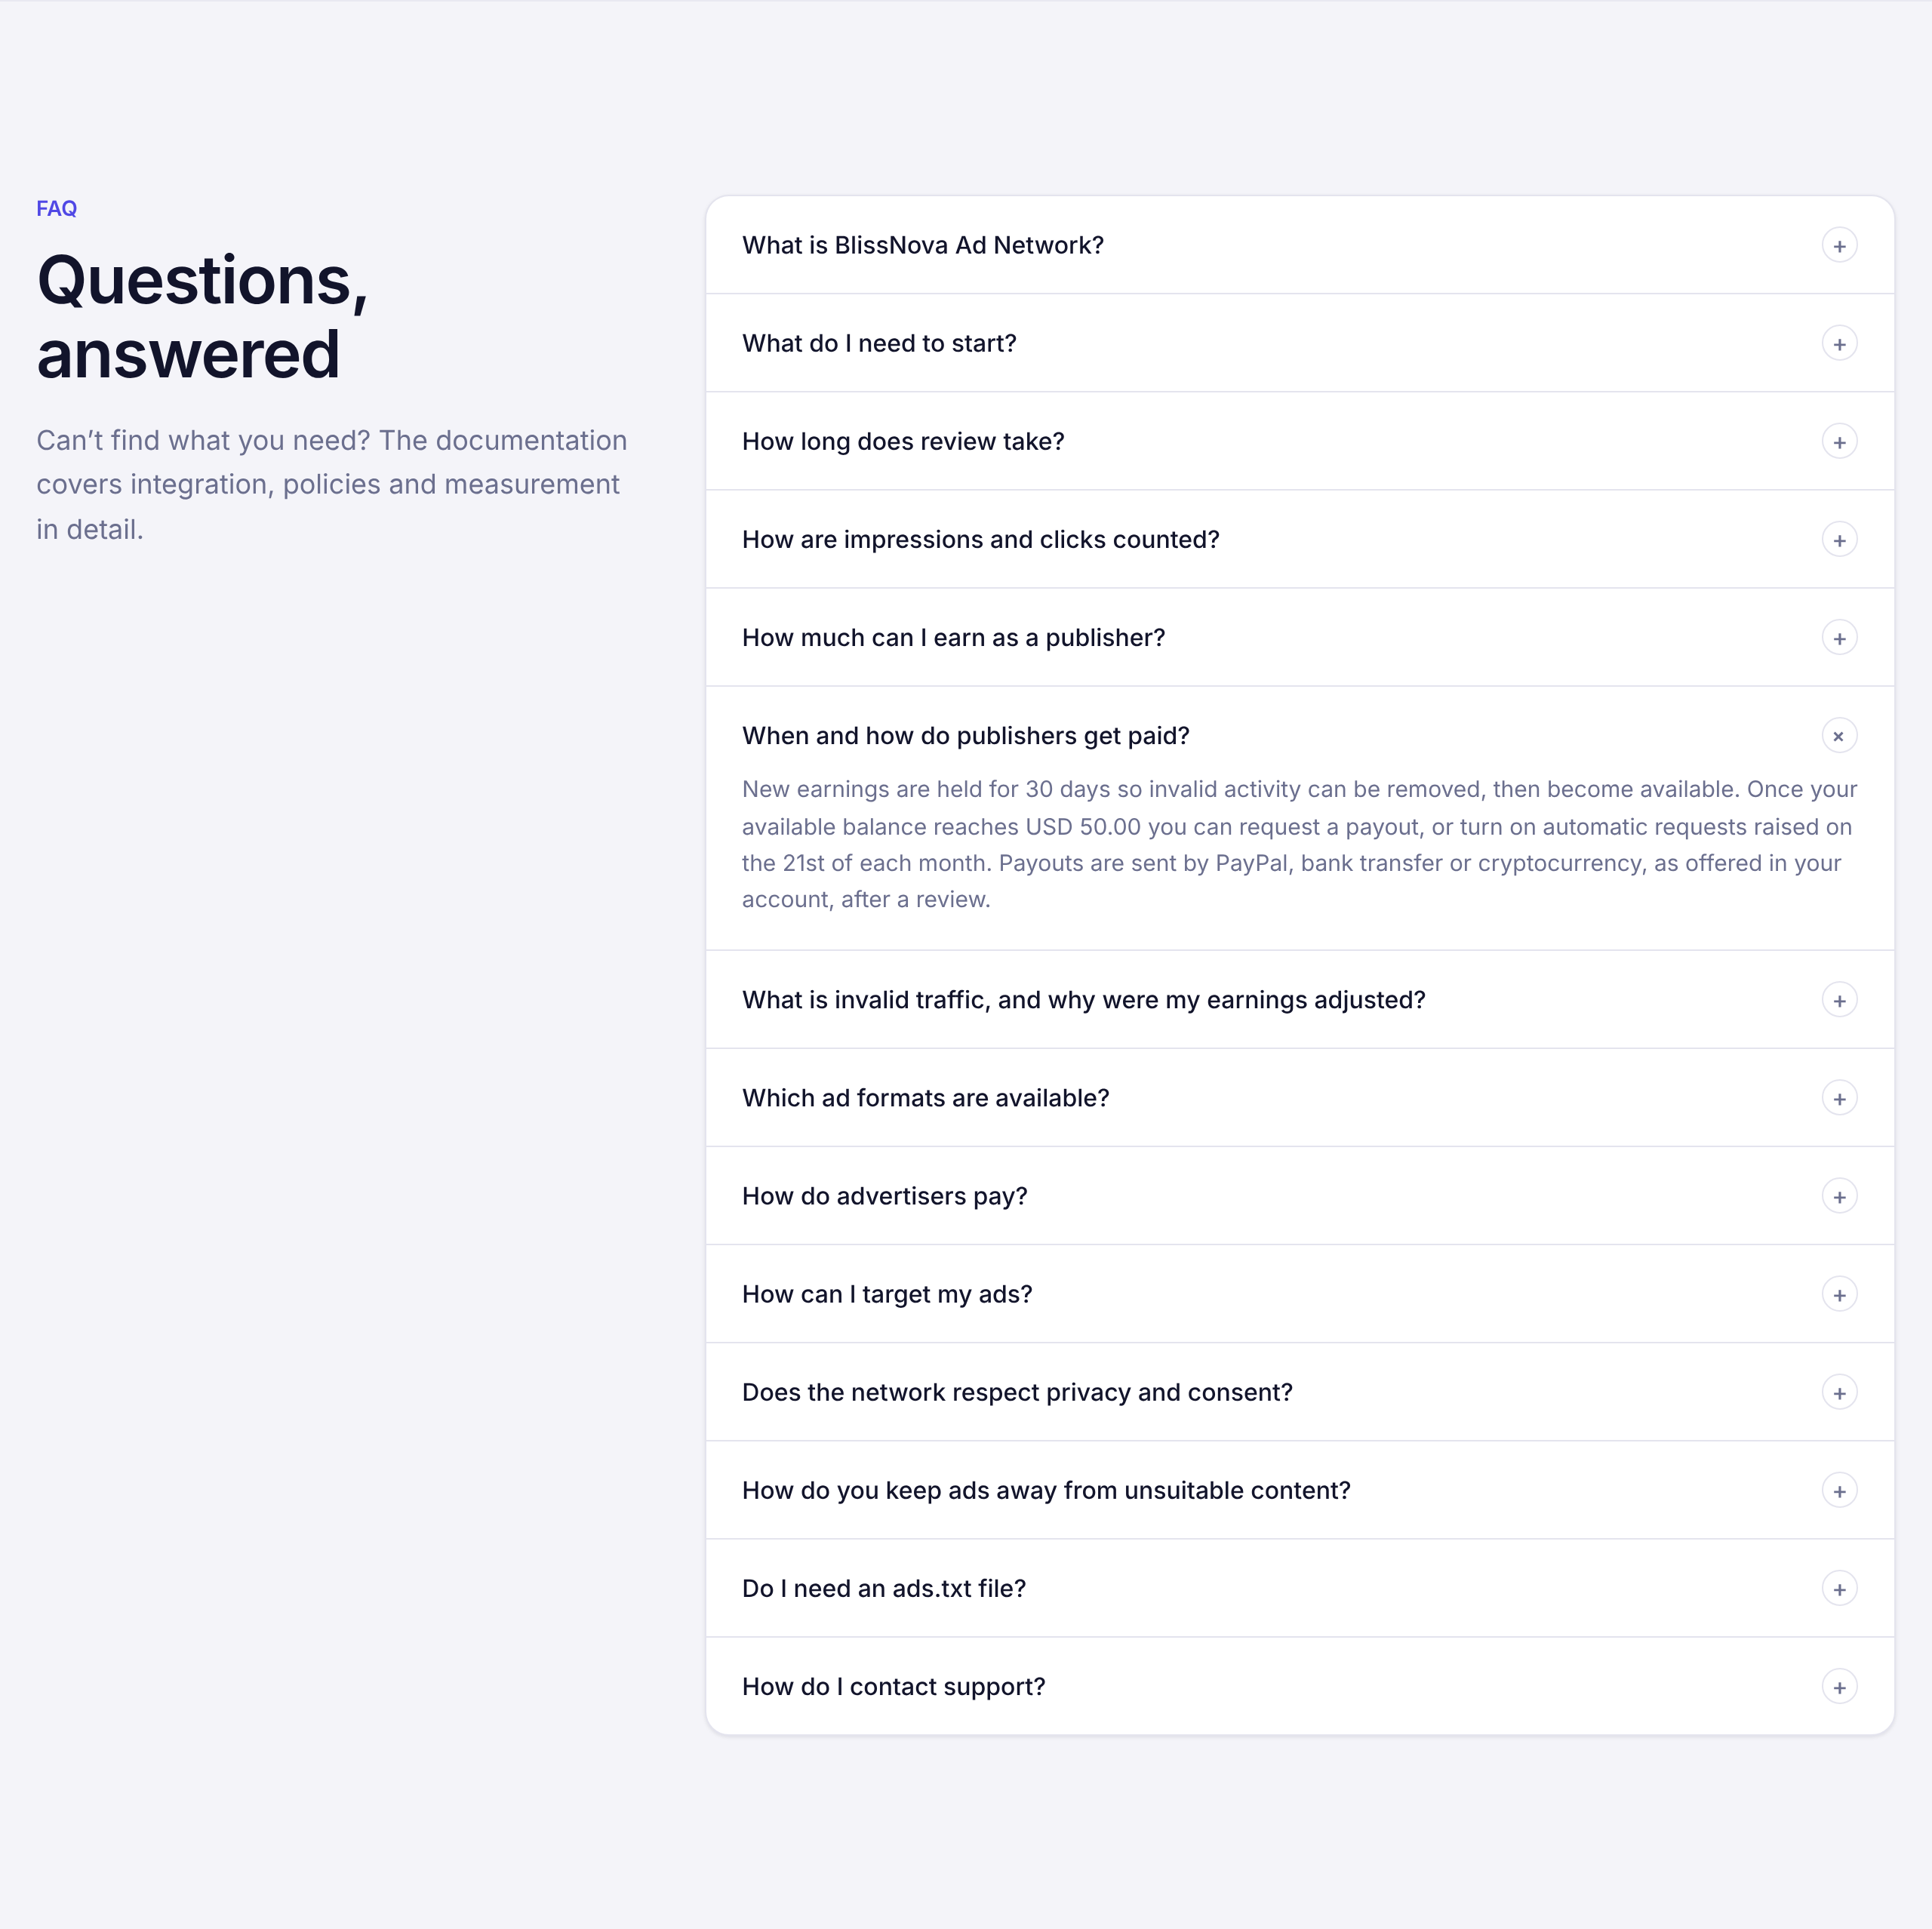 FAQ
Questions,
answered
Can’t find what you need? The documentation
covers integration, policies and measurement
in detail.
What is BlissNova Ad Network?
What do I need to start?
How long does review take?
How are impressions and clicks counted?
How much can I earn as a publisher?
When and how do publishers get paid?
New earnings are held for 30 days so invalid activity can be removed, then become available. Once your
available balance reaches USD 50.00 you can request a payout, or turn on automatic requests raised on
the 21st of each month. Payouts are sent by PayPal, bank transfer or cryptocurrency, as offered in your
account, after a review.
What is invalid traffic, and why were my earnings adjusted?
Which ad formats are available?
How do advertisers pay?
How can I target my ads?
Does the network respect privacy and consent?
How do you keep ads away from unsuitable content?
Do I need an ads.txt file?
How do I contact support?